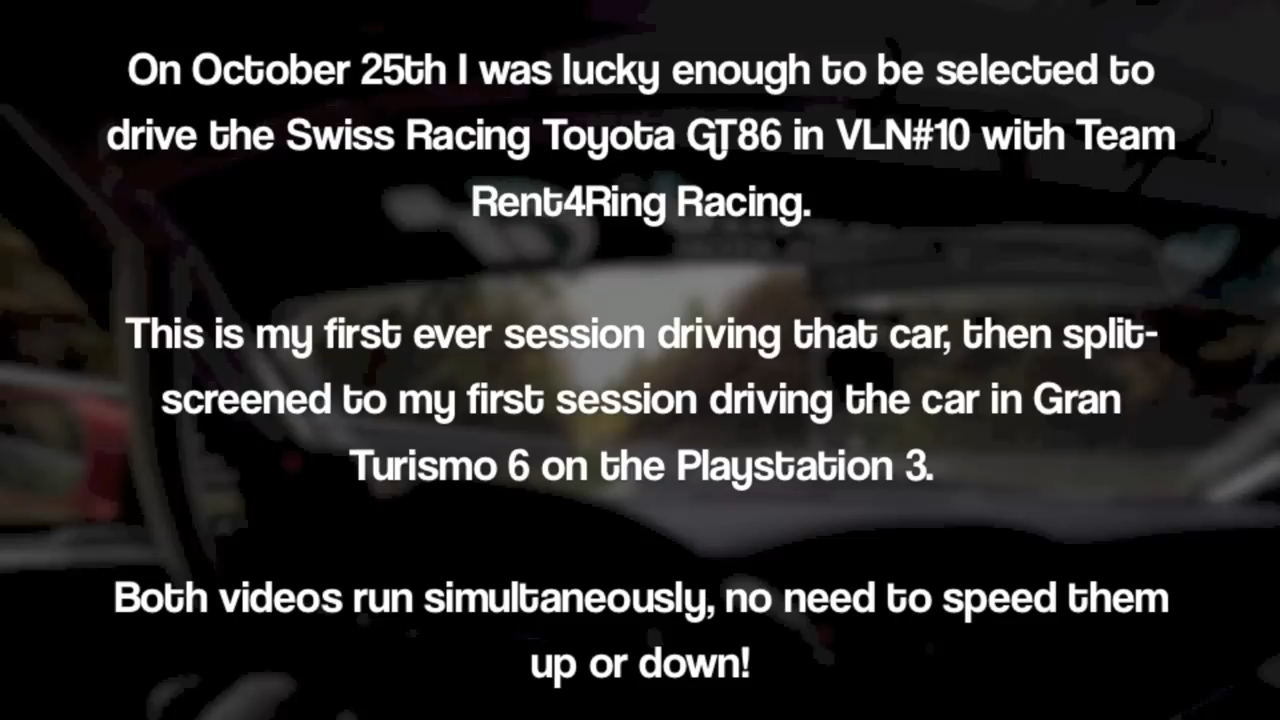 On October 25th I was lucky enough to be selected to
drive the Swiss Racing Toyota GT86 in VLN#10 with Team
Rent4Ring Racing.
This is my first ever session driving that car, then split-
screened to my first session driving the car in Gran
Turismo 6 on the Playstation 3.
Both videos run simultaneously, no need to speed them
up or down!